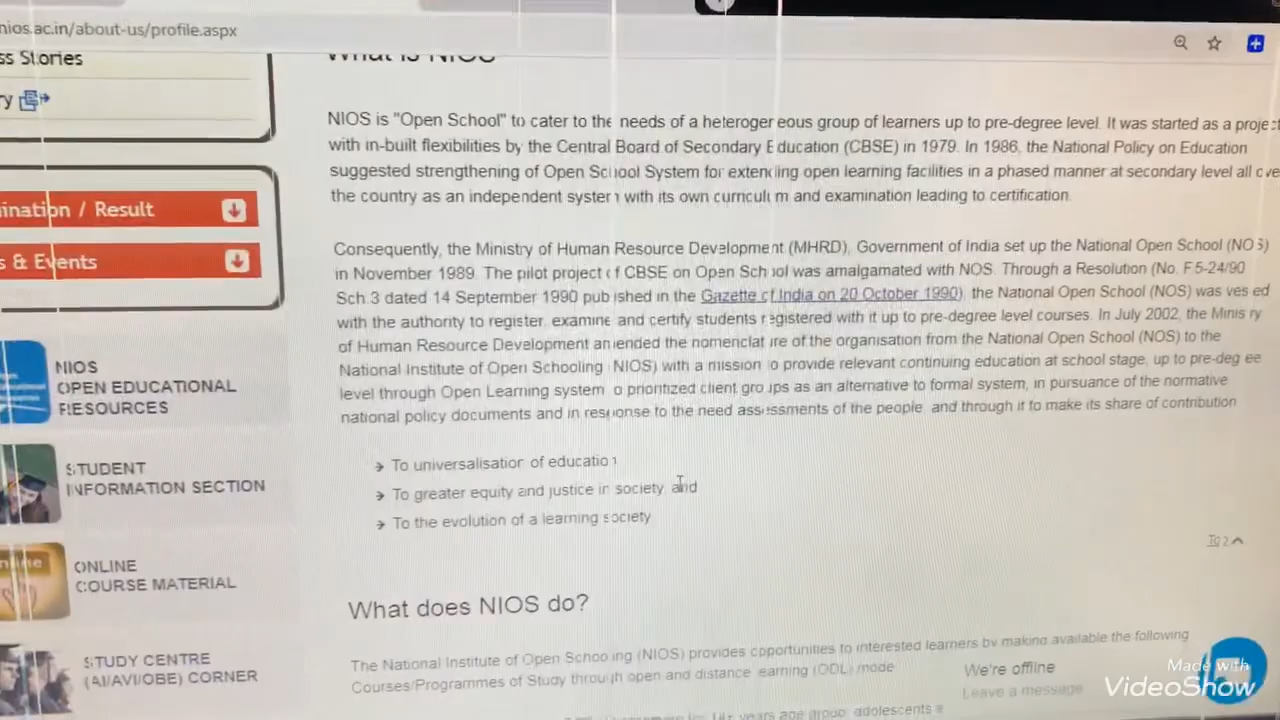 nios.ac.in/about-us/profile.aspx
ss Stories
ry
ination / Result
s & Events
NIOS
OPEN EDUCATIONAL
RESOURCES
STUDENT
INFORMATION SECTION
ONLINE
COURSE MATERIAL
STUDY CENTRE
(AI/AVI/OBE) CORNER
What is NIOS
NIOS is "Open School" to cater to the needs of a heterogeneous group of learners up to pre-degree level. It was started as a project
with in-built flexibilities by the Central Board of Secondary Education (CBSE) in 1979. In 1986, the National Policy on Education
suggested strengthening of Open School System for extending open learning facilities in a phased manner at secondary level all ove
the country as an independent system with its own curriculum and examination leading to certification.
Consequently, the Ministry of Human Resource Development (MHRD), Government of India set up the National Open School (NOS)
in November 1989. The pilot project of CBSE on Open School was amalgamated with NOS. Through a Resolution (No. F.5-24/90
Sch.3 dated 14 September 1990 published in the Gazette of India on 20 October 1990), the National Open School (NOS) was vested
with the authority to register, examine and certify students registered with it up to pre-degree level courses. In July 2002, the Ministry
of Human Resource Development amended the nomenclature of the organisation from the National Open School (NOS) to the
National Institute of Open Schooling (NIOS) with a mission to provide relevant continuing education at school stage, up to pre-degree
level through Open Learning system to prioritized client groups as an alternative to formal system, in pursuance of the normative
national policy documents and in response to the need assessments of the people, and through it to make its share of contribution
To universalisation of education
To greater equity and justice in society, and
To the evolution of a learning society
What does NIOS do?
The National Institute of Open Schooling (NIOS) provides opportunities to interested learners by making available the following
Courses/Programmes of Study through open and distance learning (ODL) mode
years age group, adolescents
We're offline
Leave a message
Made with
VideoShow